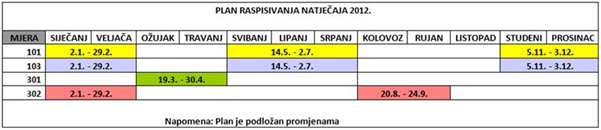 PLAN RASPISIVANJA NATJEČAJA 2012.
MJERA SIJEČANJ VELJAČA OŽUJAK TRAVANJ SVIBANJ LIPANJ SRPANJ KOLOVOZ RUJAN LISTOPAD STUDENI PROSINAC
101 2.1. - 29.2. 14.5. - 2.7. 5.11. - 3.12.
103 2.1. - 29.2. 14.5. - 2.7. 5.11. - 3.12.
301 19.3. - 30.4.
302 2.1. - 29.2. 20.8. - 24.9.
Napomena: Plan je podložan promjenama